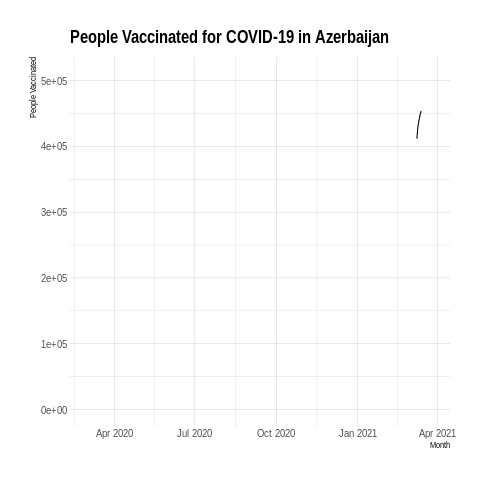 People Vaccinated for COVID-19 in Azerbaijan
People Vaccinated
5e+05
4e+05
3e+05
2e+05
1e+05
0e+00
Apr 2020 Jul 2020 Oct 2020 Jan 2021 Apr 2021
Month